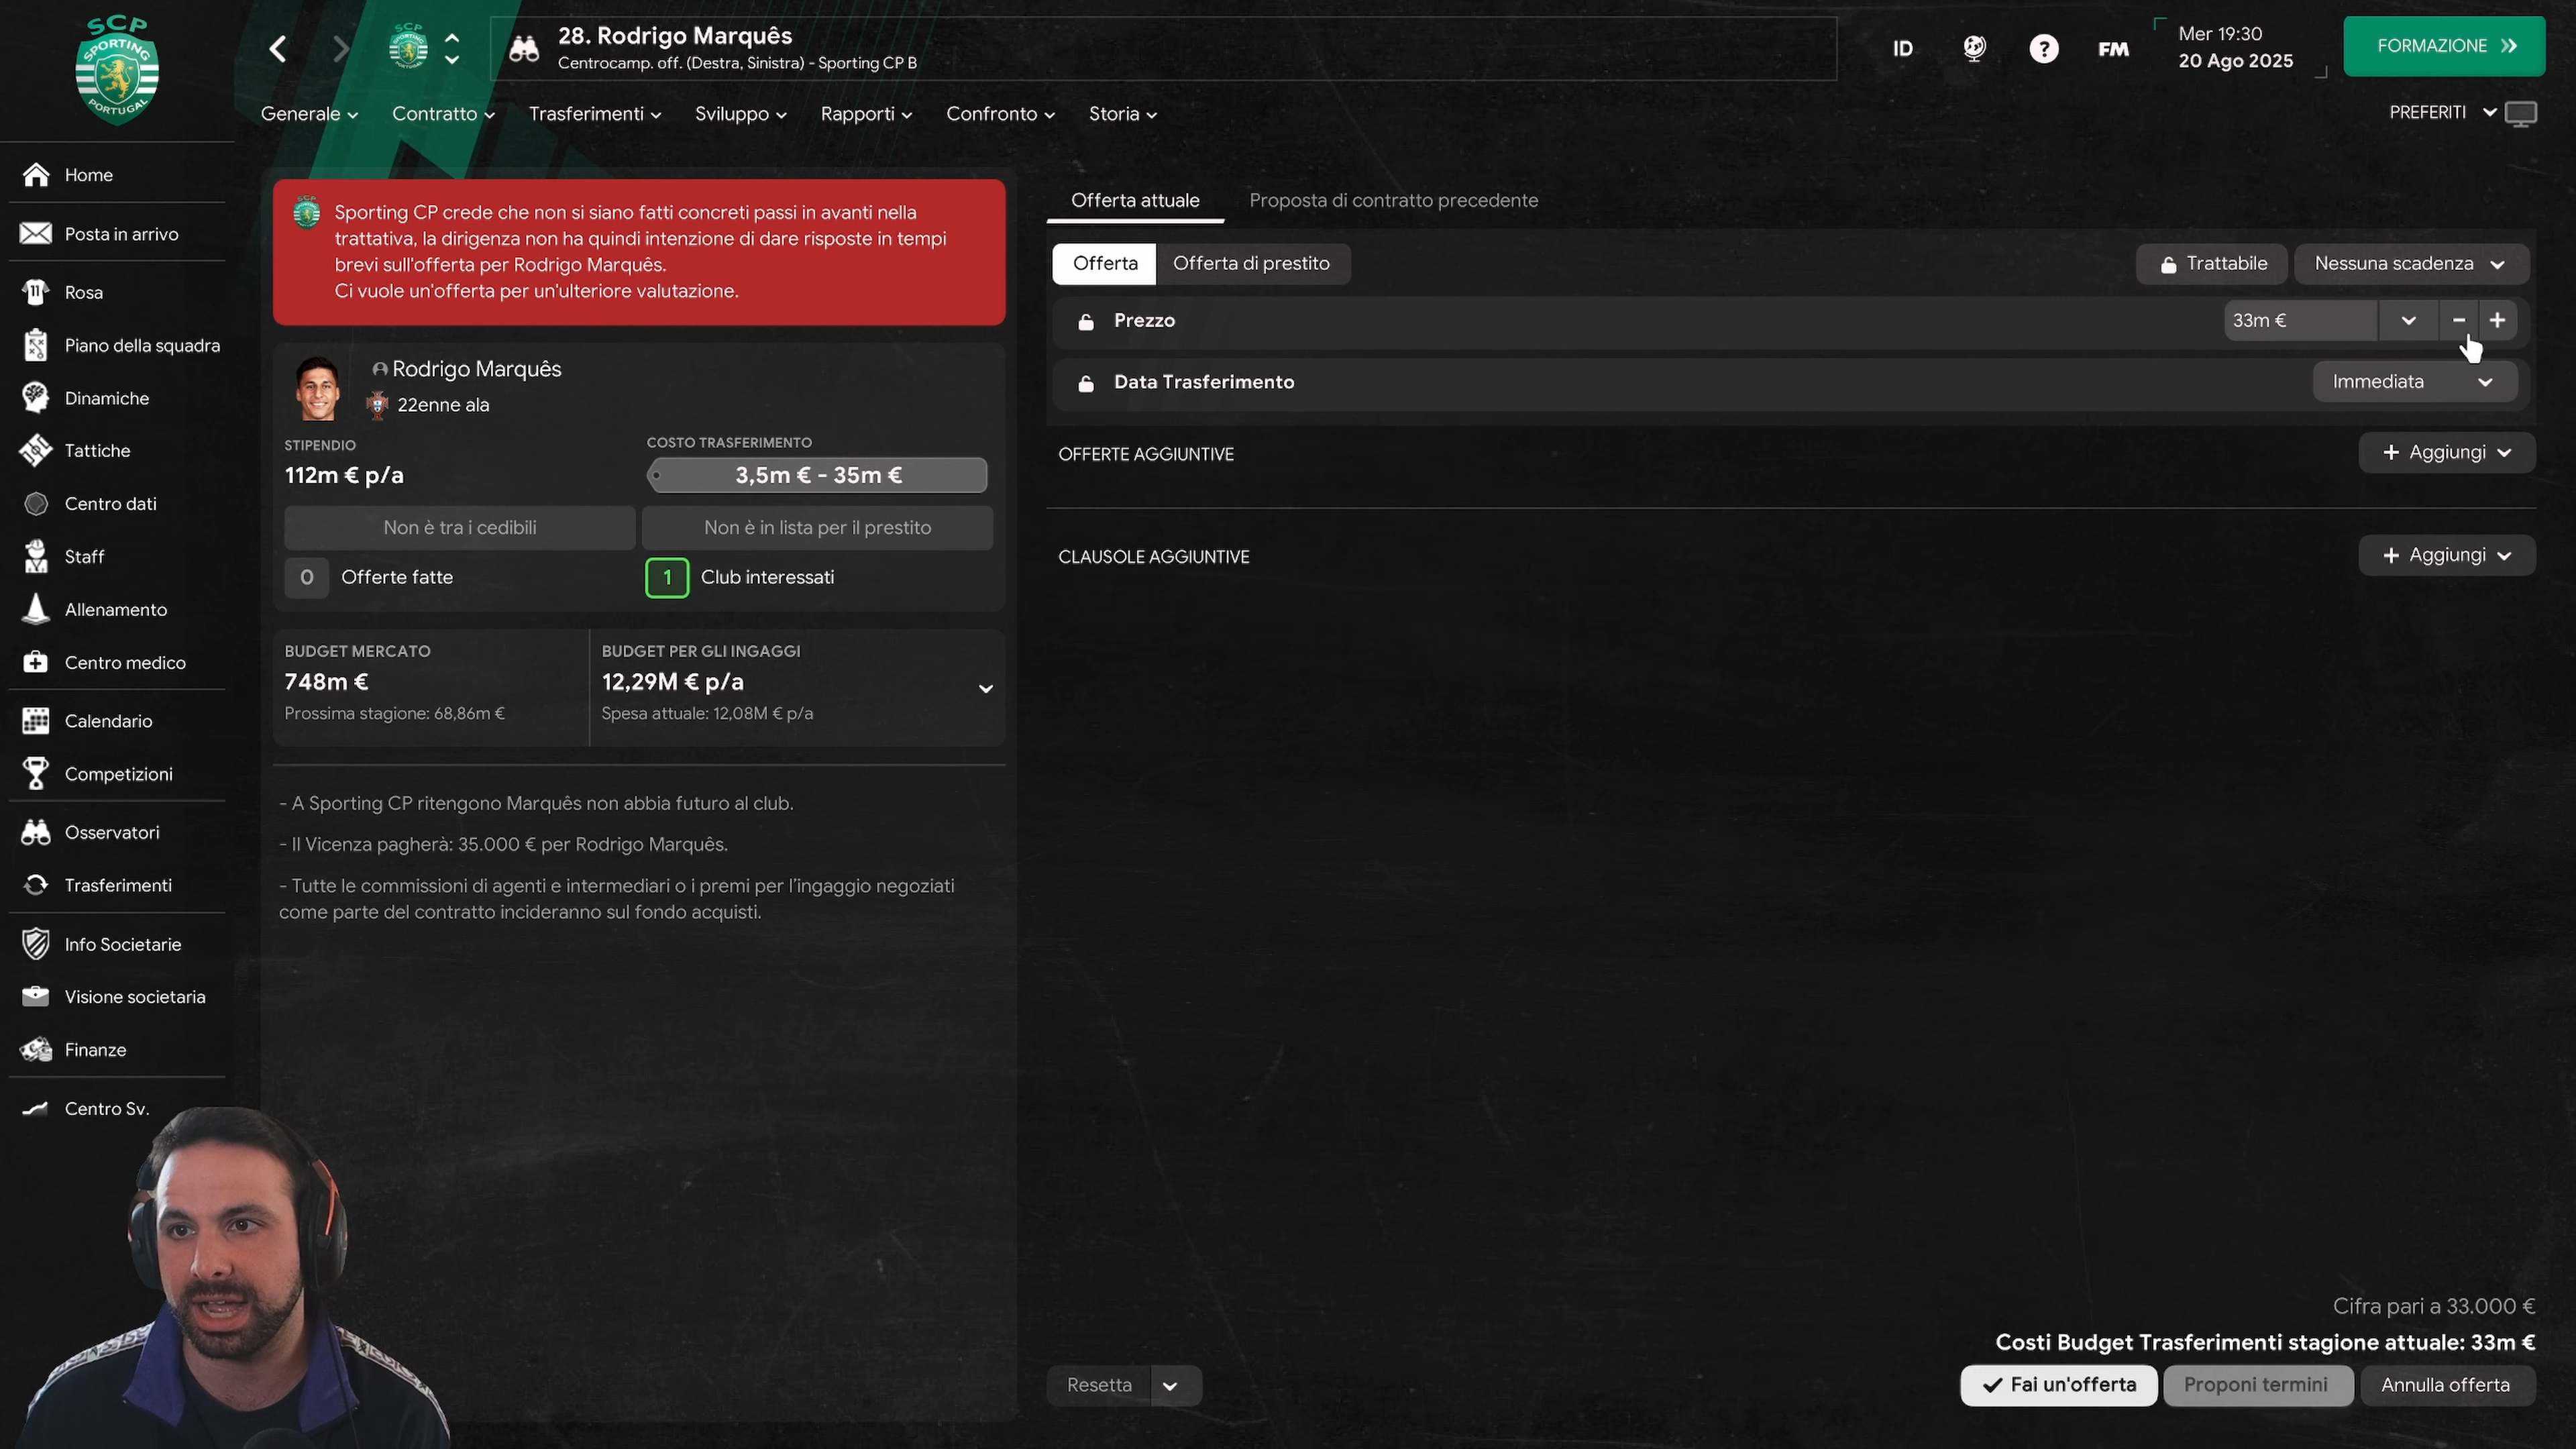 SCP
SPORTING
PORTUGAL
28. Rodrigo Marquês
Centrocamp. off. (Destra, Sinistra) - Sporting CP B
ID
FM
Mer 19:30
20 Ago 2025
FORMAZIONE
Generale
Contratto
Trasferimenti
Sviluppo
Rapporti
Confronto
Storia
PREFERITI
Home
Posta in arrivo
11
Rosa
Piano della squadra
Dinamiche
Tattiche
Centro dati
Staff
Allenamento
Centro medico
Calendario
Competizioni
Osservatori
Trasferimenti
Info Societarie
Visione societaria
Finanze
Centro Sv.
Sporting CP crede che non si siano fatti concreti passi in avanti nella
trattativa, la dirigenza non ha quindi intenzione di dare risposte in tempi
brevi sull'offerta per Rodrigo Marquês.
Ci vuole un'offerta per un'ulteriore valutazione.
Rodrigo Marquês
22enne ala
STIPENDIO
112m € p/a
COSTO TRASFERIMENTO
3,5m € - 35m €
Non è tra i cedibili
Non è in lista per il prestito
0 Offerte fatte
1 Club interessati
BUDGET MERCATO
748m €
Prossima stagione: 68,86m €
BUDGET PER GLI INGAGGI
12,29M € p/a
Spesa attuale: 12,08M € p/a
- A Sporting CP ritengono Marquês non abbia futuro al club.
- Il Vicenza pagherà: 35.000 € per Rodrigo Marquês.
- Tutte le commissioni di agenti e intermediari o i premi per l'ingaggio negoziati
come parte del contratto incideranno sul fondo acquisti.
Offerta attuale
Proposta di contratto precedente
Offerta
Offerta di prestito
Trattabile
Nessuna scadenza
Prezzo
33m €
- +
Data Trasferimento
Immediata
OFFERTE AGGIUNTIVE
+ Aggiungi
CLAUSOLE AGGIUNTIVE
+ Aggiungi
Cifra pari a 33.000 €
Costi Budget Trasferimenti stagione attuale: 33m €
Resetta
Fai un'offerta
Proponi termini
Annulla offerta